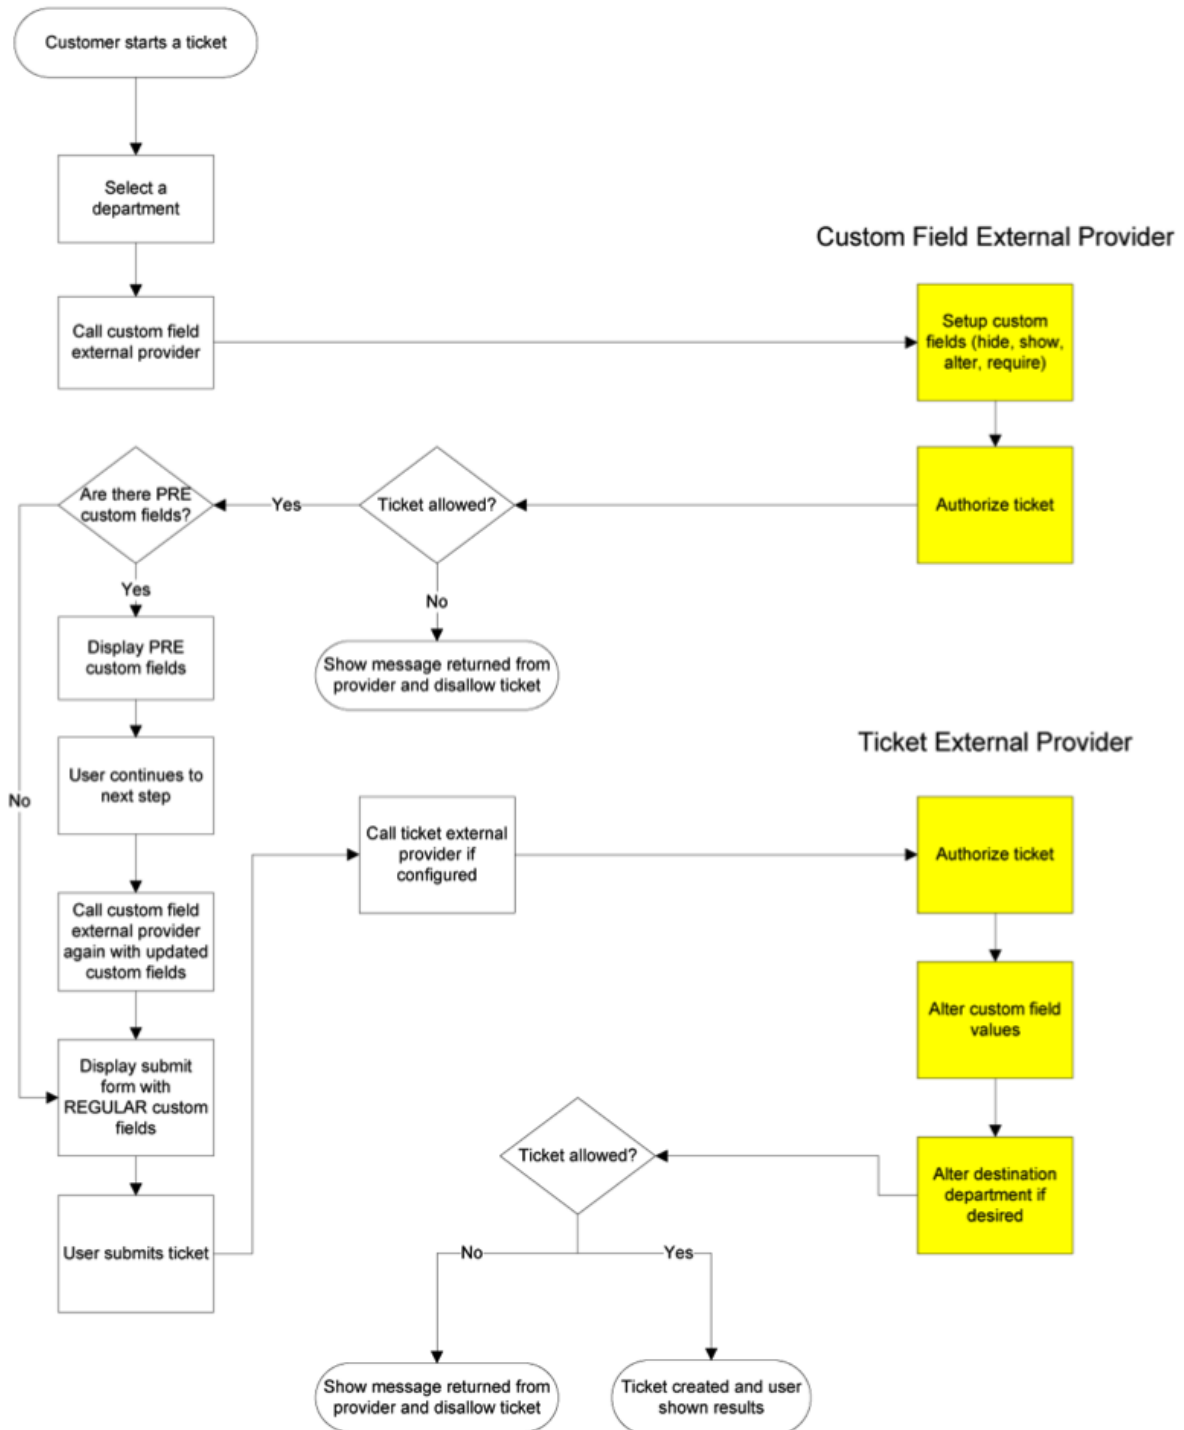 Customer starts a ticket
Select a
department
Custom Field External Provider
Call custom field
external provider
Setup custom
fields (hide, show,
alter, require)
Are there PRE
custom fields?
Yes
Ticket allowed?
Authorize ticket
Yes
No
Display PRE
custom fields
Show message returned from
provider and disallow ticket
Ticket External Provider
User continues to
next step
No
Call ticket external
provider if
configured
Authorize ticket
Call custom field
external provider
again with updated
custom fields
Alter custom field
values
Display submit
form with
REGULAR custom
fields
Ticket allowed?
Alter destination
department if
desired
User submits ticket
No
Yes
Show message returned from
provider and disallow ticket
Ticket created and user
shown results